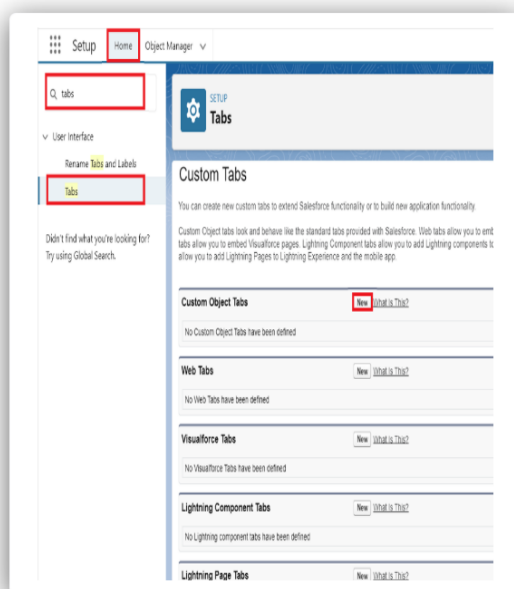 Setup Home Object Manager
tabs
User Interface
Rename Tabs and Labels
Tabs
Didn't find what you're looking for?
Try using Global Search.
SETUP
Tabs
Custom Tabs
You can create new custom tabs to extend Salesforce functionality or to build new application functionality.
Custom Object tabs look and behave like the standard tabs provided with Salesforce. Web tabs allow you to emb
tabs allow you to embed Visualforce pages. Lightning Component tabs allow you to add Lightning components to
allow you to add Lightning Pages to Lightning Experience and the mobile app.
Custom Object Tabs New What Is This?
No Custom Object Tabs have been defined
Web Tabs New What Is This?
No Web Tabs have been defined
Visualforce Tabs New What Is This?
No Visualforce Tabs have been defined
Lightning Component Tabs New What Is This?
No Lightning component tabs have been defined
Lightning Page Tabs New What Is This?